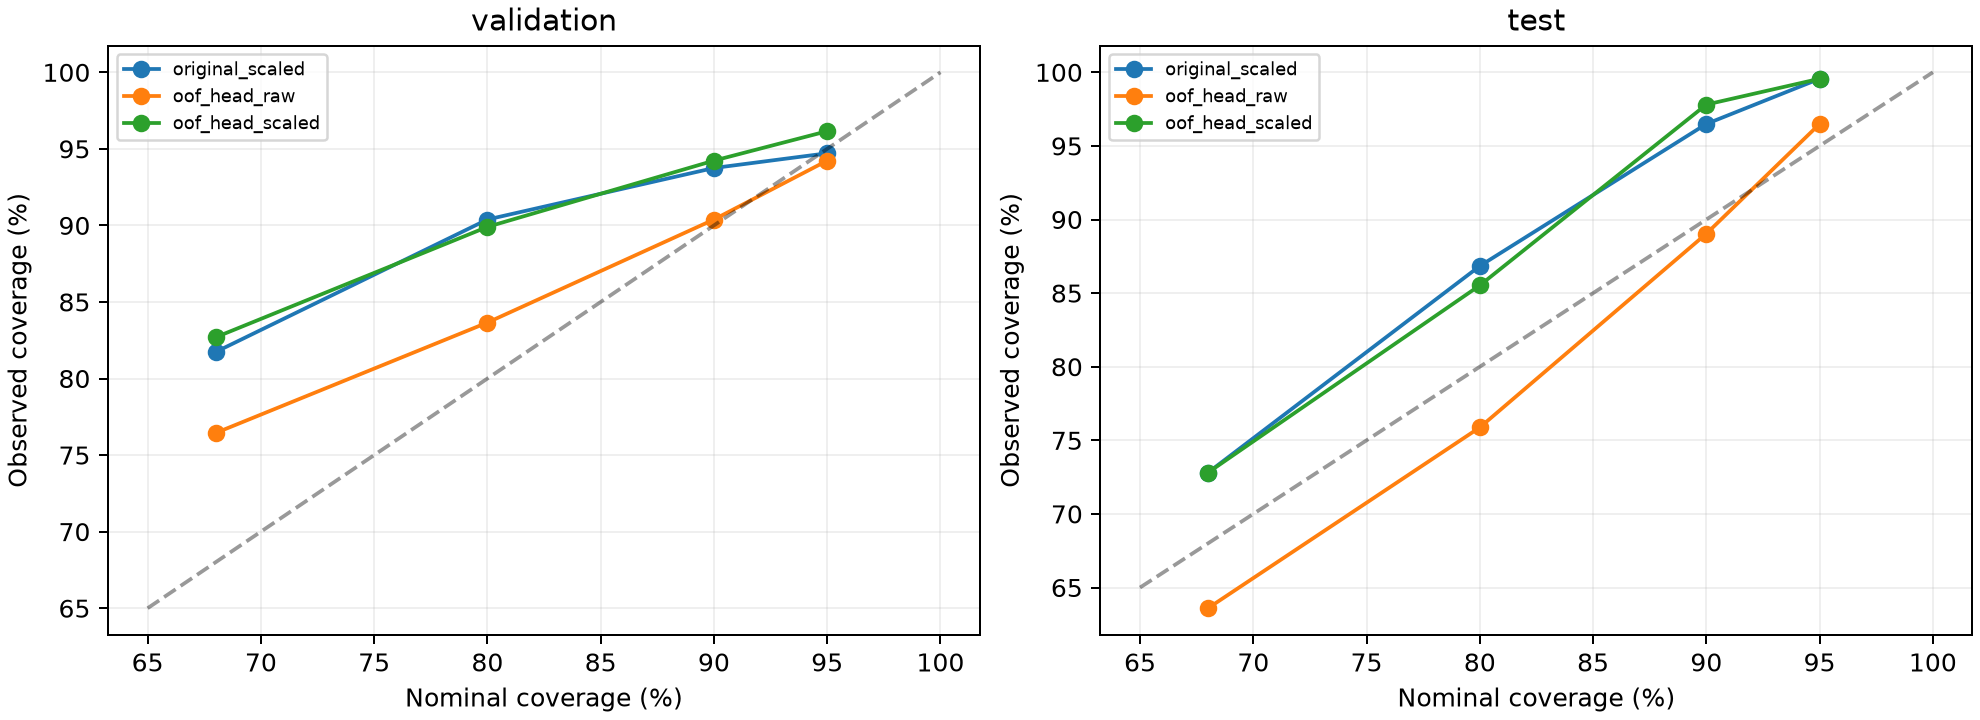 validation
original_scaled
oof_head_raw
oof_head_scaled
100
95
90
85
80
75
70
65
Observed coverage (%)
65 70 75 80 85 90 95 100
Nominal coverage (%)
test
original_scaled
oof_head_raw
oof_head_scaled
100
95
90
85
80
75
70
65
Observed coverage (%)
65 70 75 80 85 90 95 100
Nominal coverage (%)